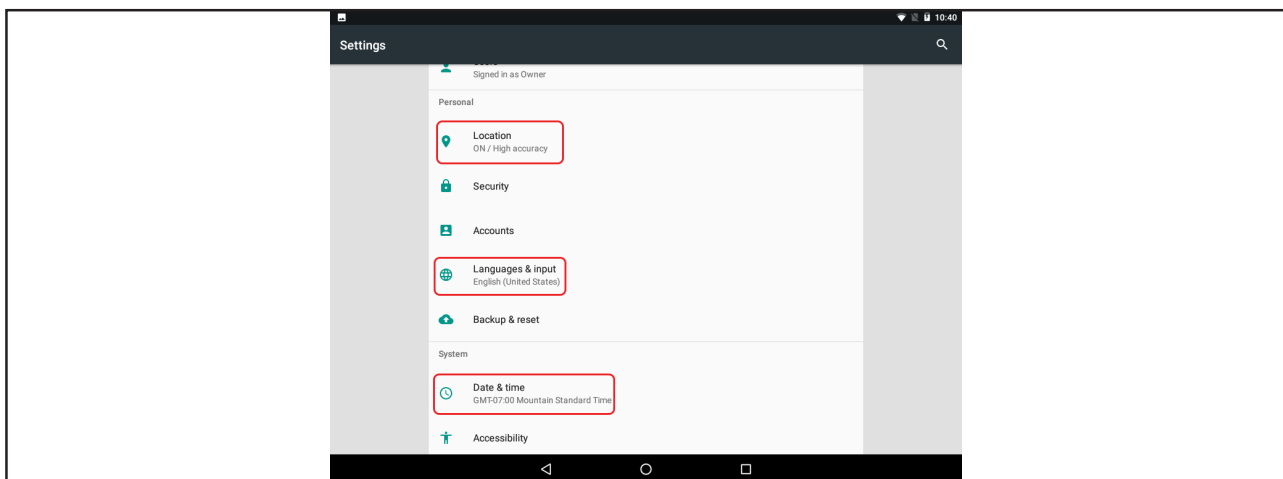 10:40
Settings
Signed in as Owner
Personal
Location
ON / High accuracy
Security
Accounts
Languages & input
English (United States)
Backup & reset
System
Date & time
GMT-07:00 Mountain Standard Time
Accessibility